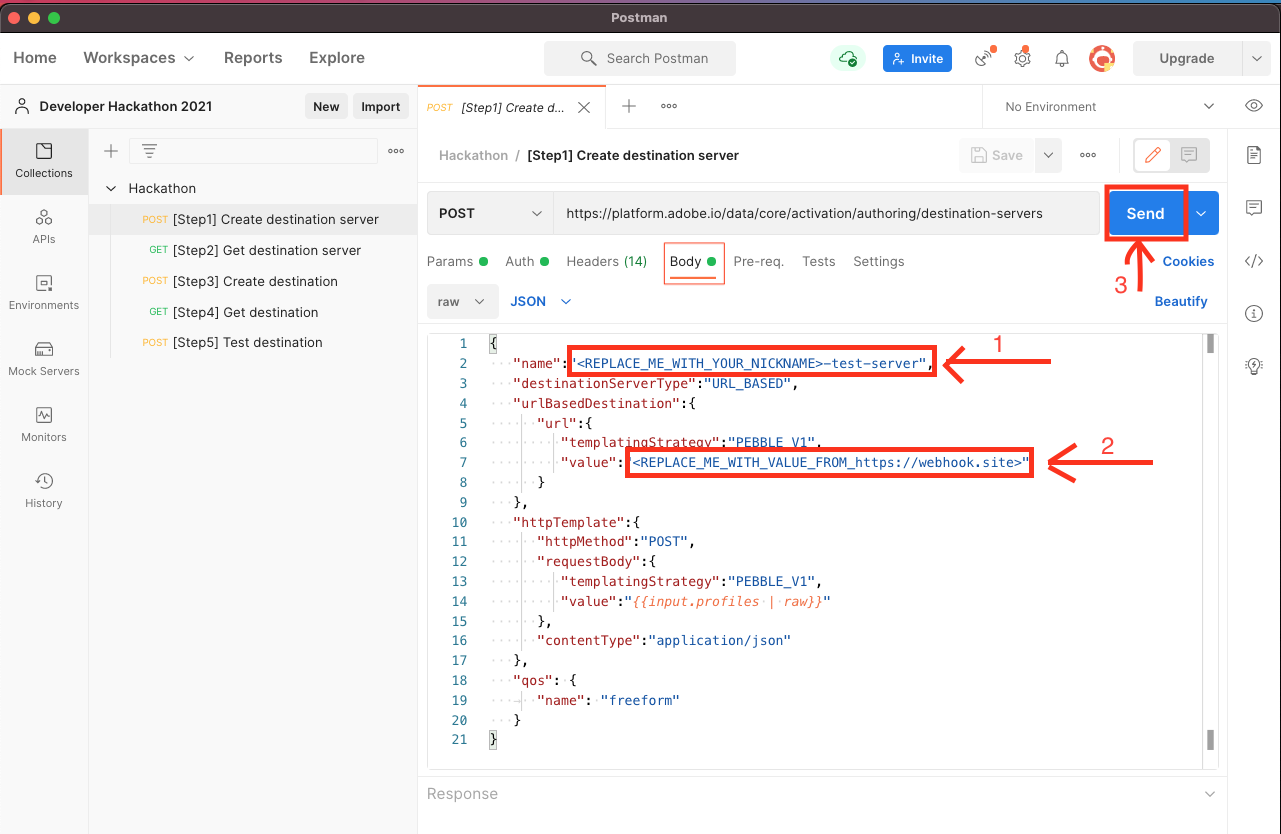 Postman
Home Workspaces Reports Explore Search Postman Invite Upgrade
Developer Hackathon 2021 New Import
POST [Step1] Create d... No Environment
Collections
APIs
Environments
Mock Servers
Monitors
History
Hackathon
POST [Step1] Create destination server
GET [Step2] Get destination server
POST [Step3] Create destination
GET [Step4] Get destination
POST [Step5] Test destination
Hackathon / [Step1] Create destination server Save
POST https://platform.adobe.io/data/core/activation/authoring/destination-servers Send
Params Auth Headers (14) Body Pre-req. Tests Settings Cookies
3
raw JSON Beautify
1 {
2 "name":"<REPLACE_ME_WITH_YOUR_NICKNAME>-test-server",
1
3 "destinationServerType":"URL_BASED",
4 "urlBasedDestination":{
5 "url":{
6 "templatingStrategy":"PEBBLE_V1",
7 "value":"<REPLACE_ME_WITH_VALUE_FROM_https://webhook.site>"
2
8 }
9 },
10 "httpTemplate":{
11 "httpMethod":"POST",
12 "requestBody":{
13 "templatingStrategy":"PEBBLE_V1",
14 "value":"{{input.profiles | raw}}"
15 },
16 "contentType":"application/json"
17 },
18 "qos": {
19 "name": "freeform"
20 }
21 }
Response